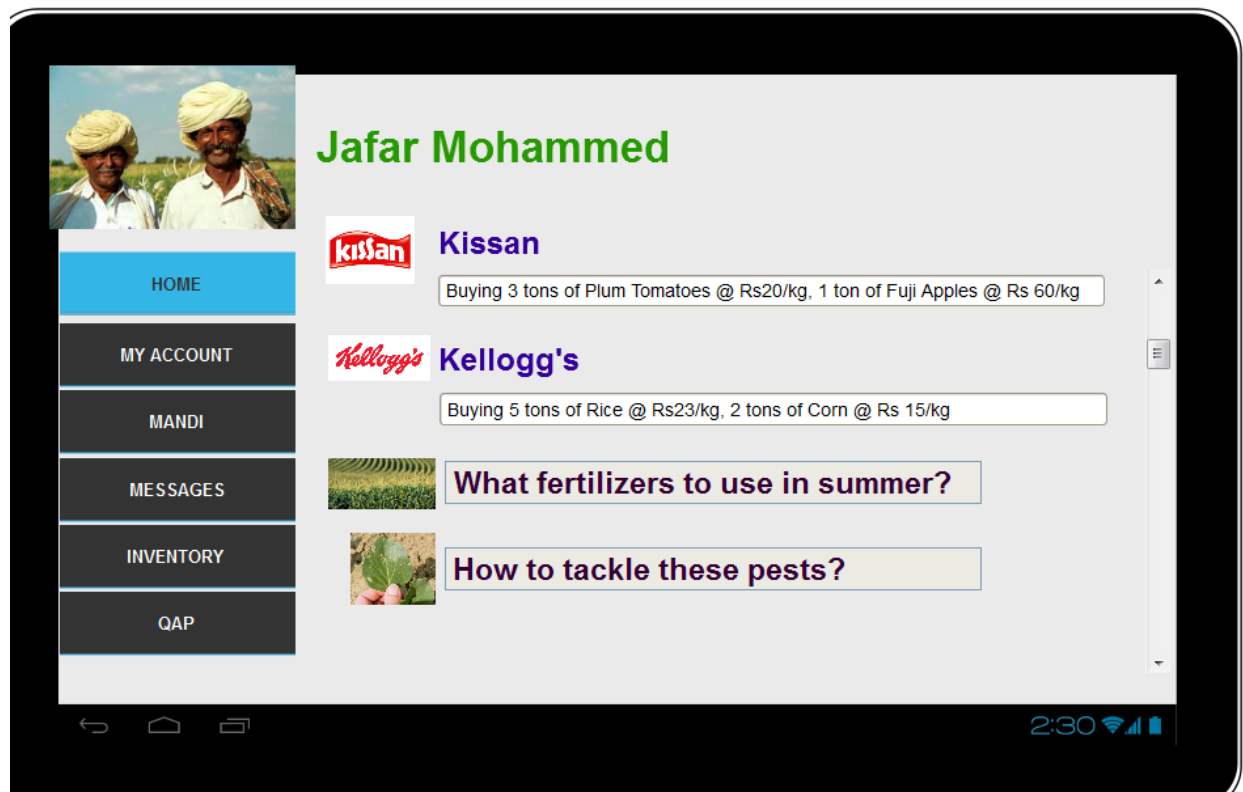 Jafar Mohammed
HOME
MY ACCOUNT
MANDI
MESSAGES
INVENTORY
QAP
kissan
Kissan
Buying 3 tons of Plum Tomatoes @ Rs20/kg, 1 ton of Fuji Apples @ Rs 60/kg
Kellogg's
Kellogg's
Buying 5 tons of Rice @ Rs23/kg, 2 tons of Corn @ Rs 15/kg
What fertilizers to use in summer?
How to tackle these pests?
2:30